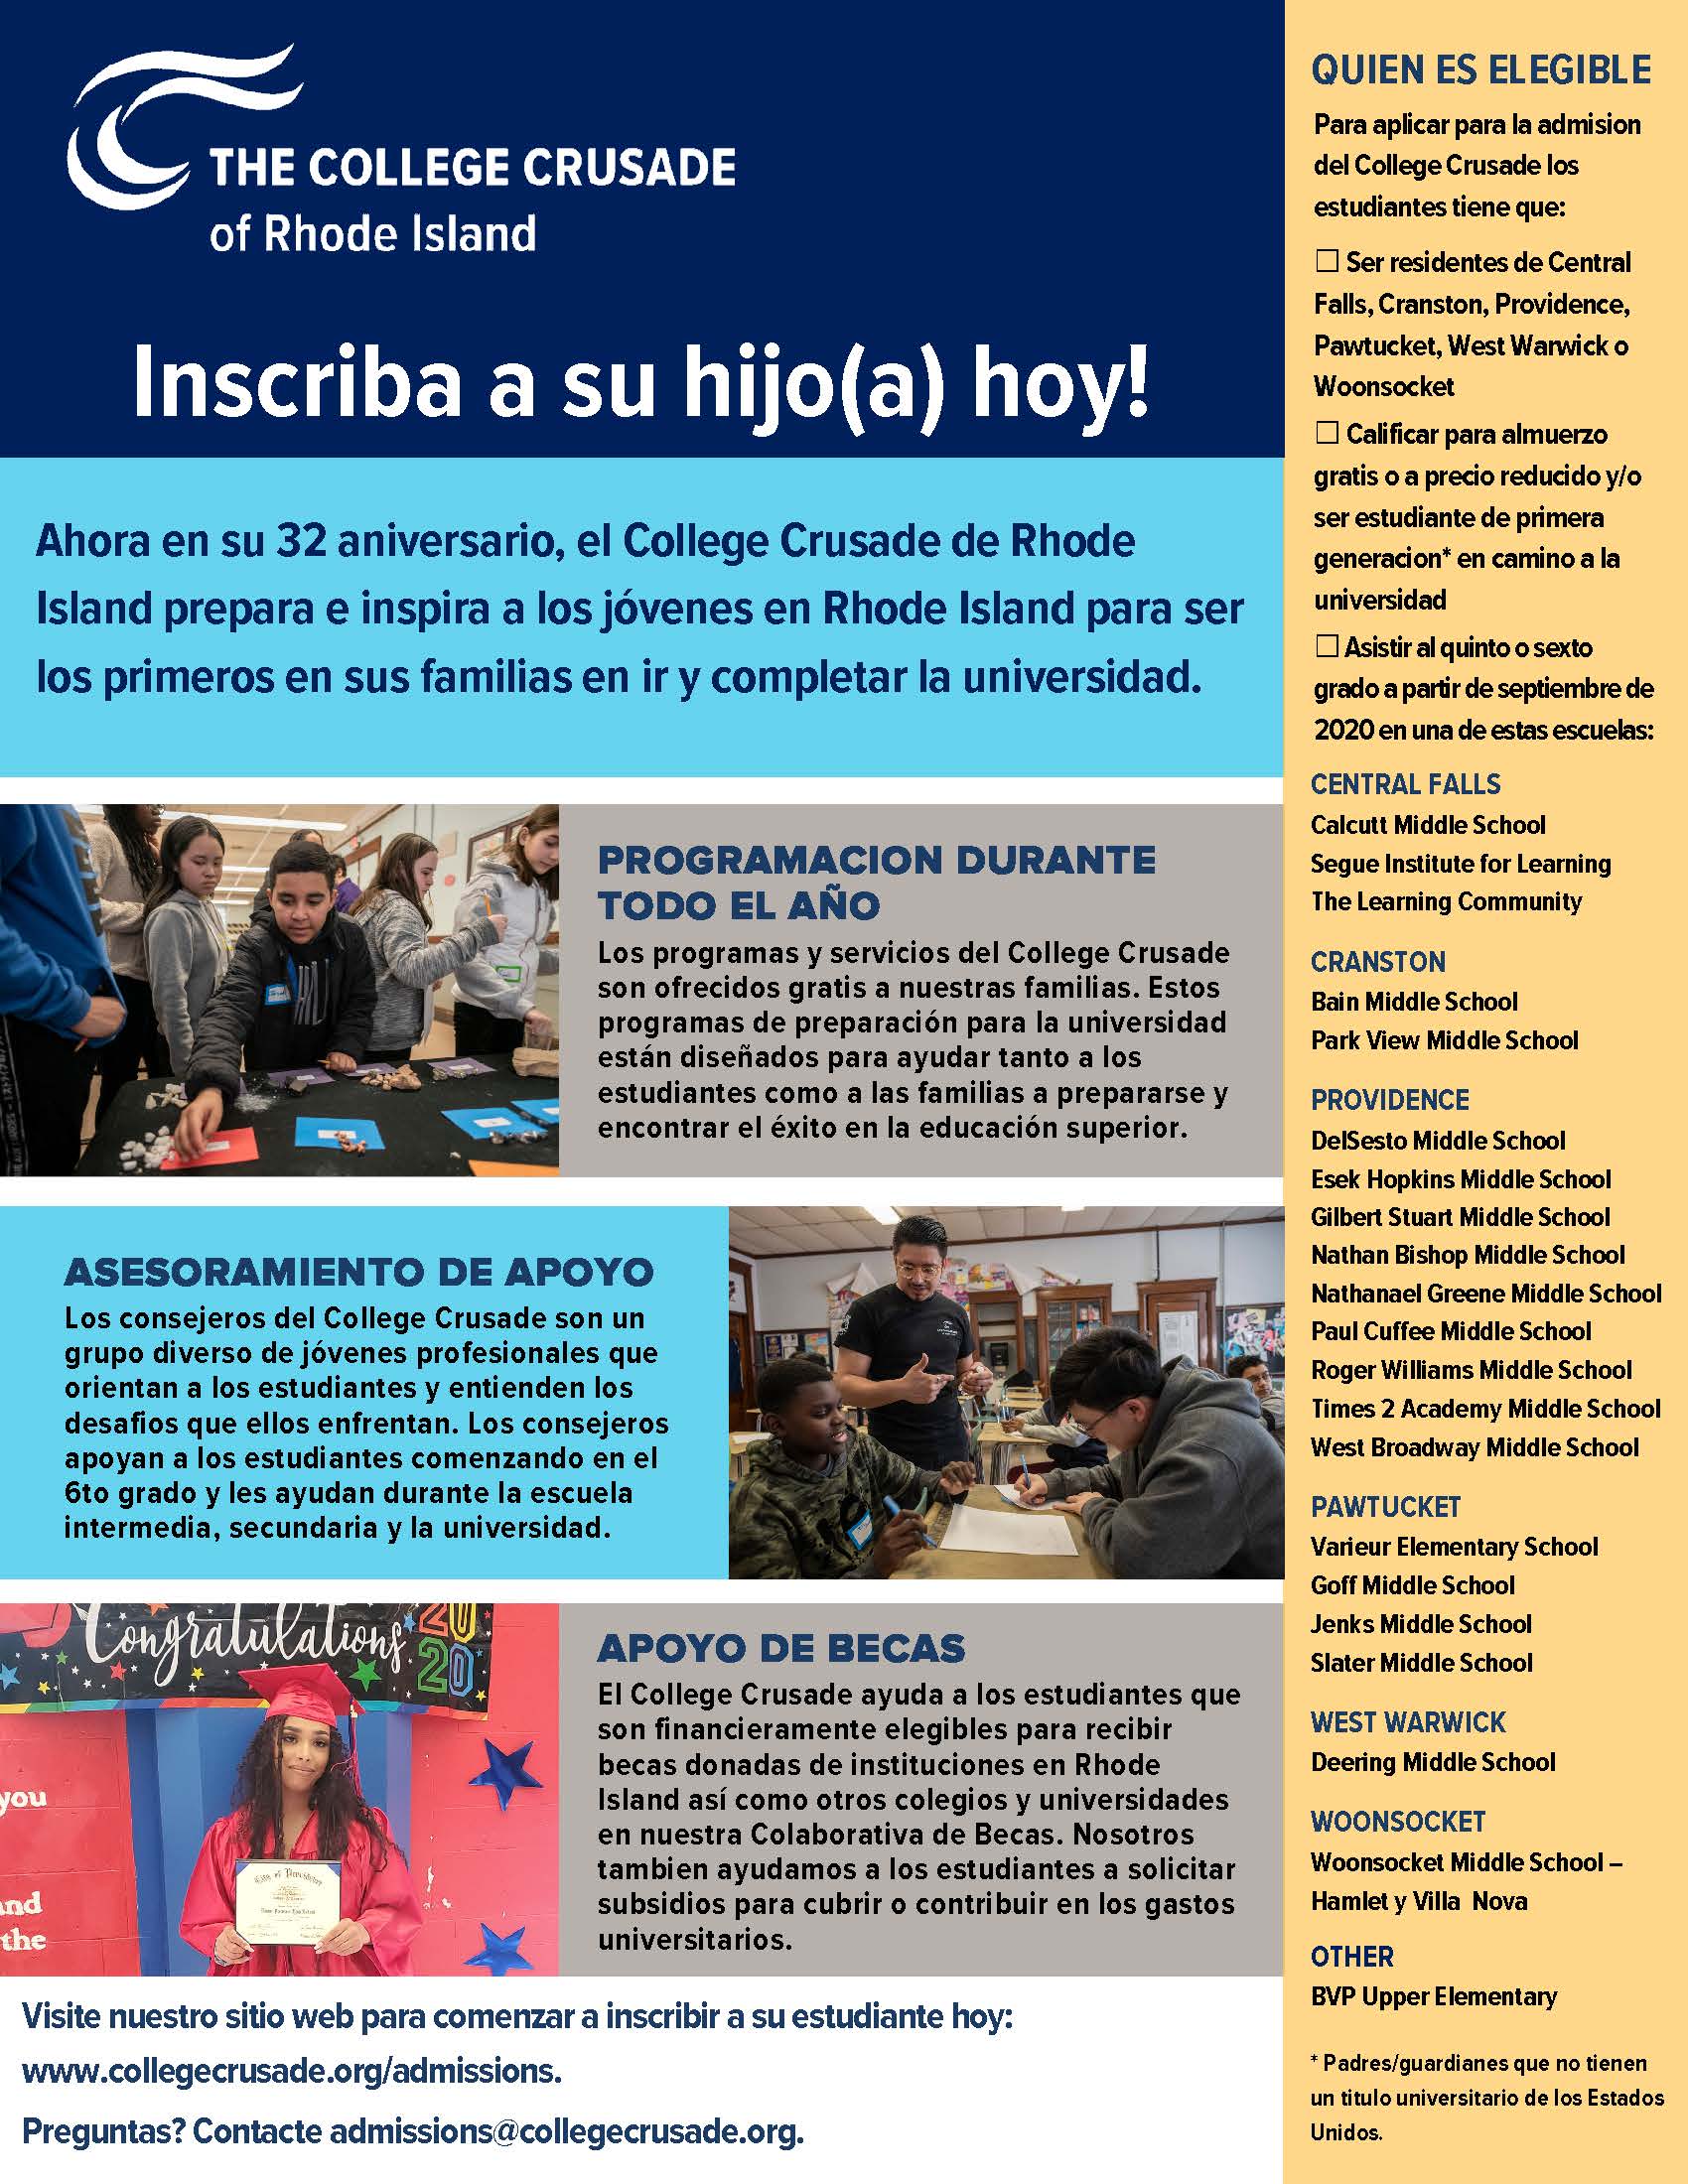 THE COLLEGE CRUSADE
of Rhode Island
Inscriba a su hijo(a) hoy!
Ahora en su 32 aniversario, el College Crusade de Rhode
Island prepara e inspira a los jóvenes en Rhode Island para ser
los primeros en sus familias en ir y completar la universidad.
PROGRAMACION DURANTE
TODO EL AÑO
Los programas y servicios del College Crusade
son ofrecidos gratis a nuestras familias. Estos
programas de preparación para la universidad
están diseñados para ayudar tanto a los
estudiantes como a las familias a prepararse y
encontrar el éxito en la educación superior.
ASESORAMIENTO DE APOYO
Los consejeros del College Crusade son un
grupo diverso de jóvenes profesionales que
orientan a los estudiantes y entienden los
desafios que ellos enfrentan. Los consejeros
apoyan a los estudiantes comenzando en el
6to grado y les ayudan durante la escuela
intermedia, secundaria y la universidad.
Congratulations
20
20
you
and
the
APOYO DE BECAS
El College Crusade ayuda a los estudiantes que
son financieramente elegibles para recibir
becas donadas de instituciones en Rhode
Island así como otros colegios y universidades
en nuestra Colaborativa de Becas. Nosotros
tambien ayudamos a los estudiantes a solicitar
subsidios para cubrir o contribuir en los gastos
universitarios.
Visite nuestro sitio web para comenzar a inscribir a su estudiante hoy:
www.collegecrusade.org/admissions.
Preguntas? Contacte admissions@collegecrusade.org.
QUIEN ES ELEGIBLE
Para aplicar para la admision
del College Crusade los
estudiantes tiene que:
☐ Ser residentes de Central
Falls, Cranston, Providence,
Pawtucket, West Warwick o
Woonsocket
☐ Calificar para almuerzo
gratis o a precio reducido y/o
ser estudiante de primera
generacion* en camino a la
universidad
☐ Asistir al quinto o sexto
grado a partir de septiembre de
2020 en una de estas escuelas:
CENTRAL FALLS
Calcutt Middle School
Segue Institute for Learning
The Learning Community
CRANSTON
Bain Middle School
Park View Middle School
PROVIDENCE
DelSesto Middle School
Esek Hopkins Middle School
Gilbert Stuart Middle School
Nathan Bishop Middle School
Nathanael Greene Middle School
Paul Cuffee Middle School
Roger Williams Middle School
Times 2 Academy Middle School
West Broadway Middle School
PAWTUCKET
Varieur Elementary School
Goff Middle School
Jenks Middle School
Slater Middle School
WEST WARWICK
Deering Middle School
WOONSOCKET
Woonsocket Middle School –
Hamlet y Villa Nova
OTHER
BVP Upper Elementary
* Padres/guardianes que no tienen
un titulo universitario de los Estados
Unidos.